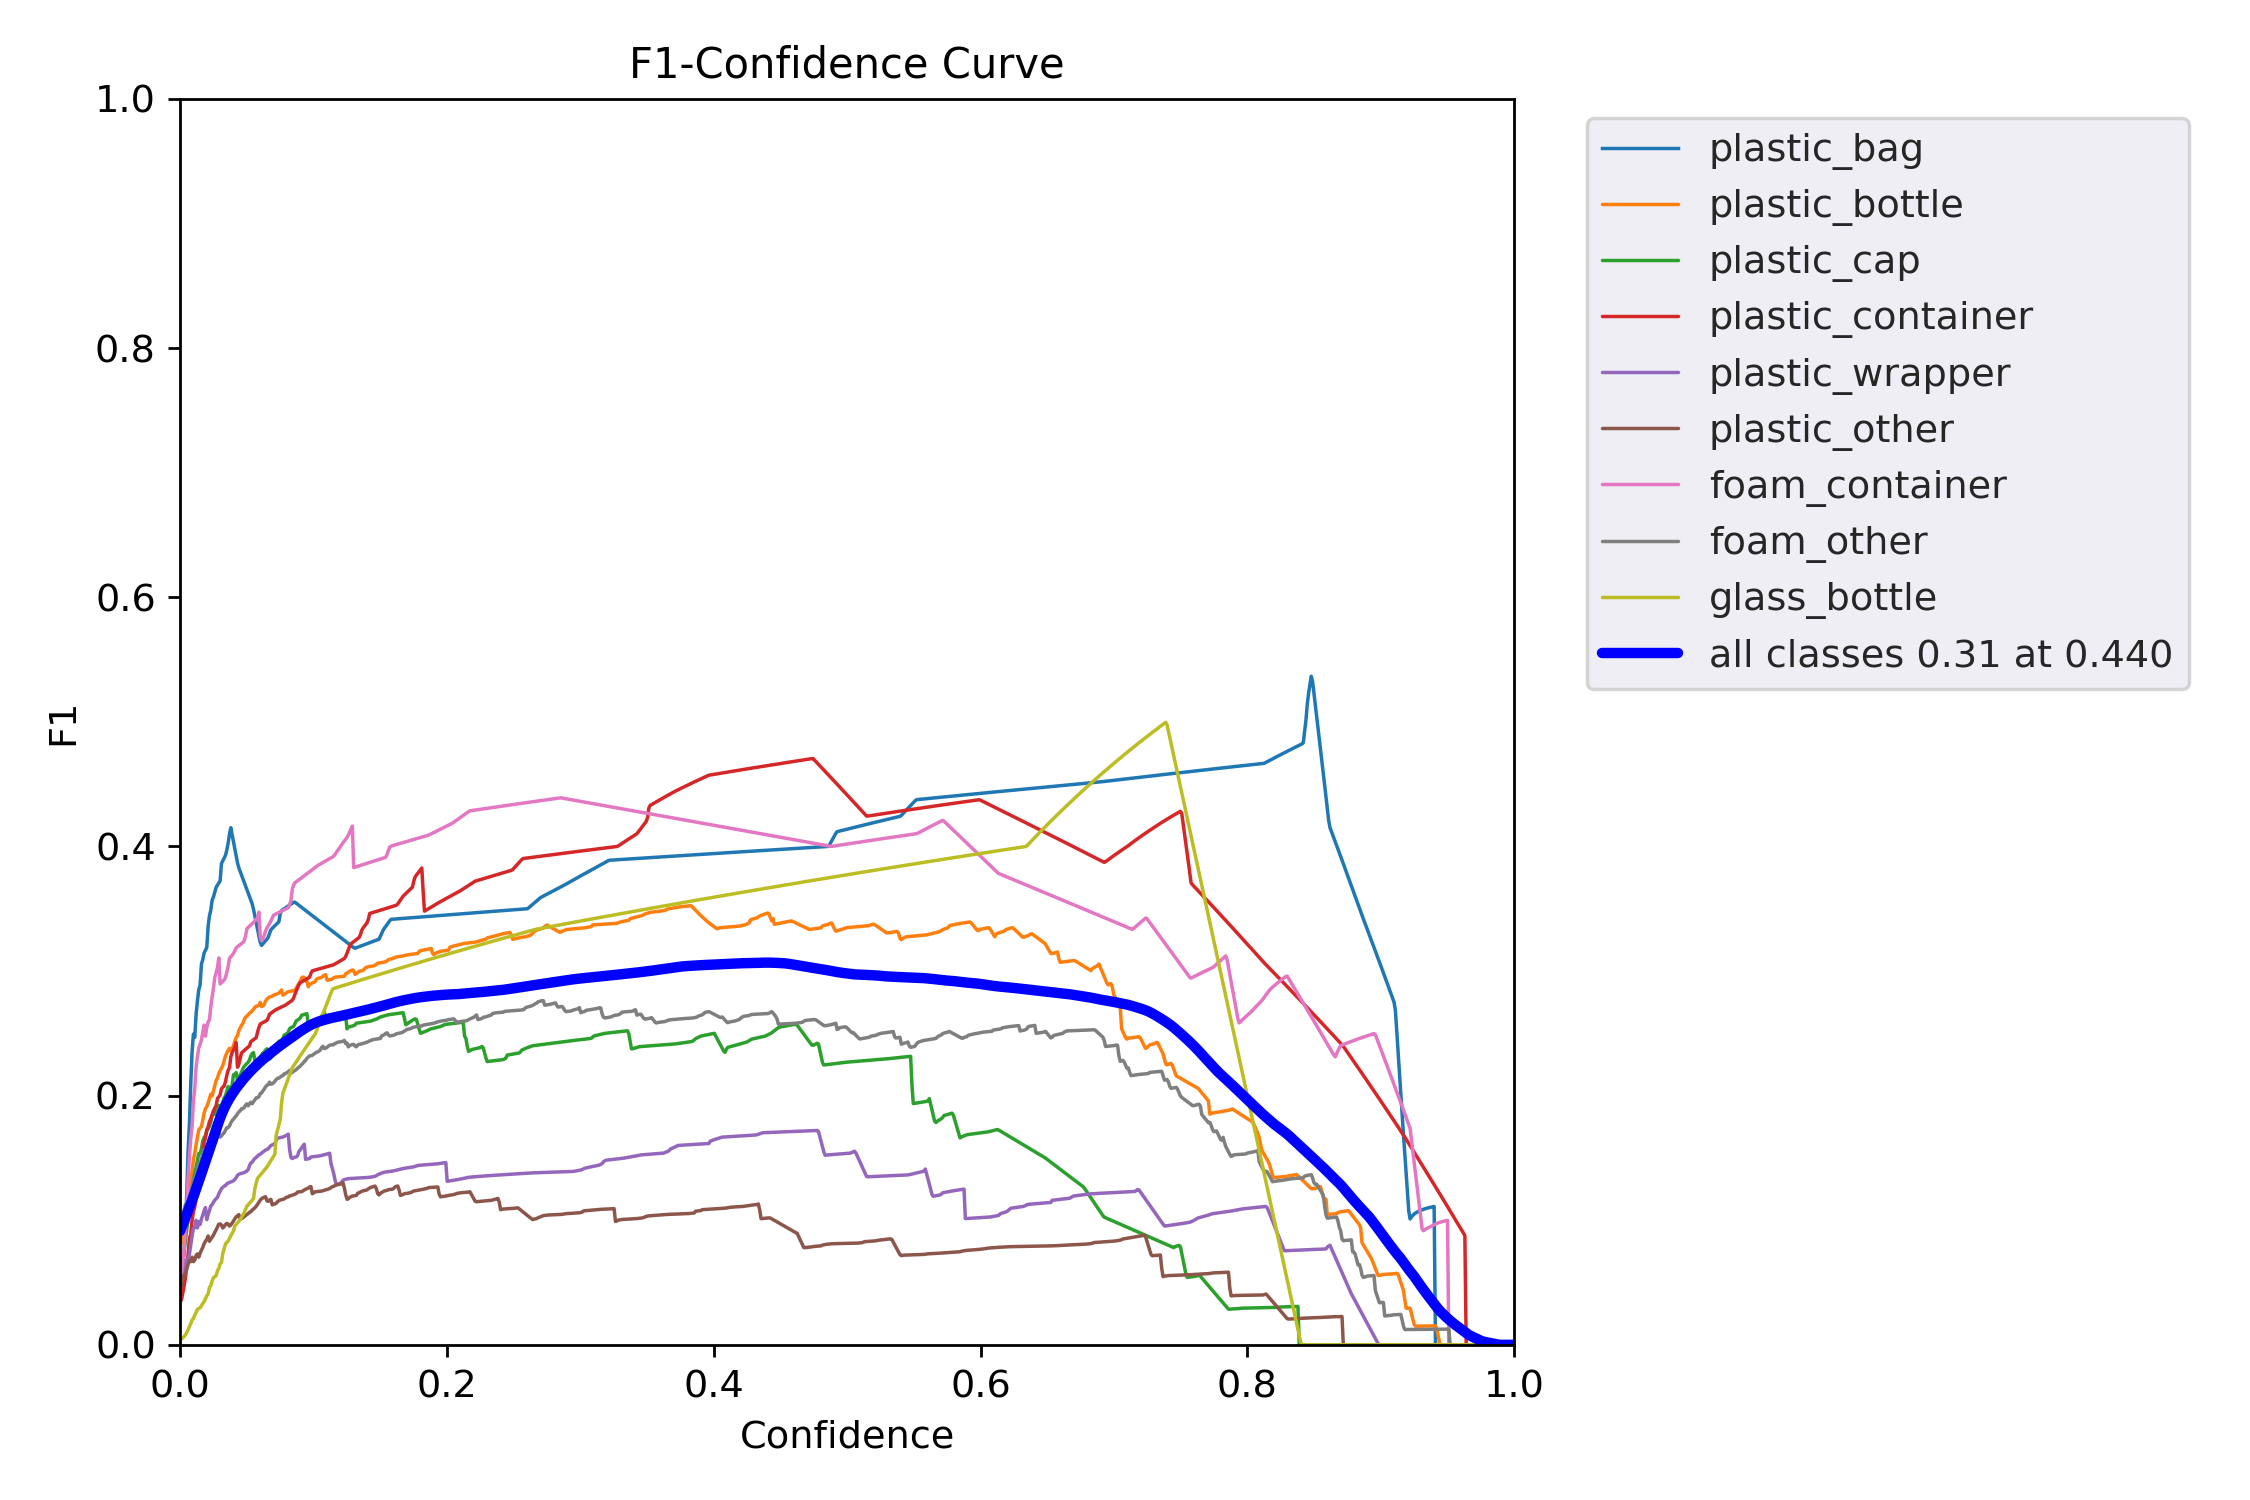 F1-Confidence Curve
1.0
0.8
0.6
0.4
0.2
0.0
F1
0.0 0.2 0.4 0.6 0.8 1.0
Confidence
plastic_bag
plastic_bottle
plastic_cap
plastic_container
plastic_wrapper
plastic_other
foam_container
foam_other
glass_bottle
all classes 0.31 at 0.440